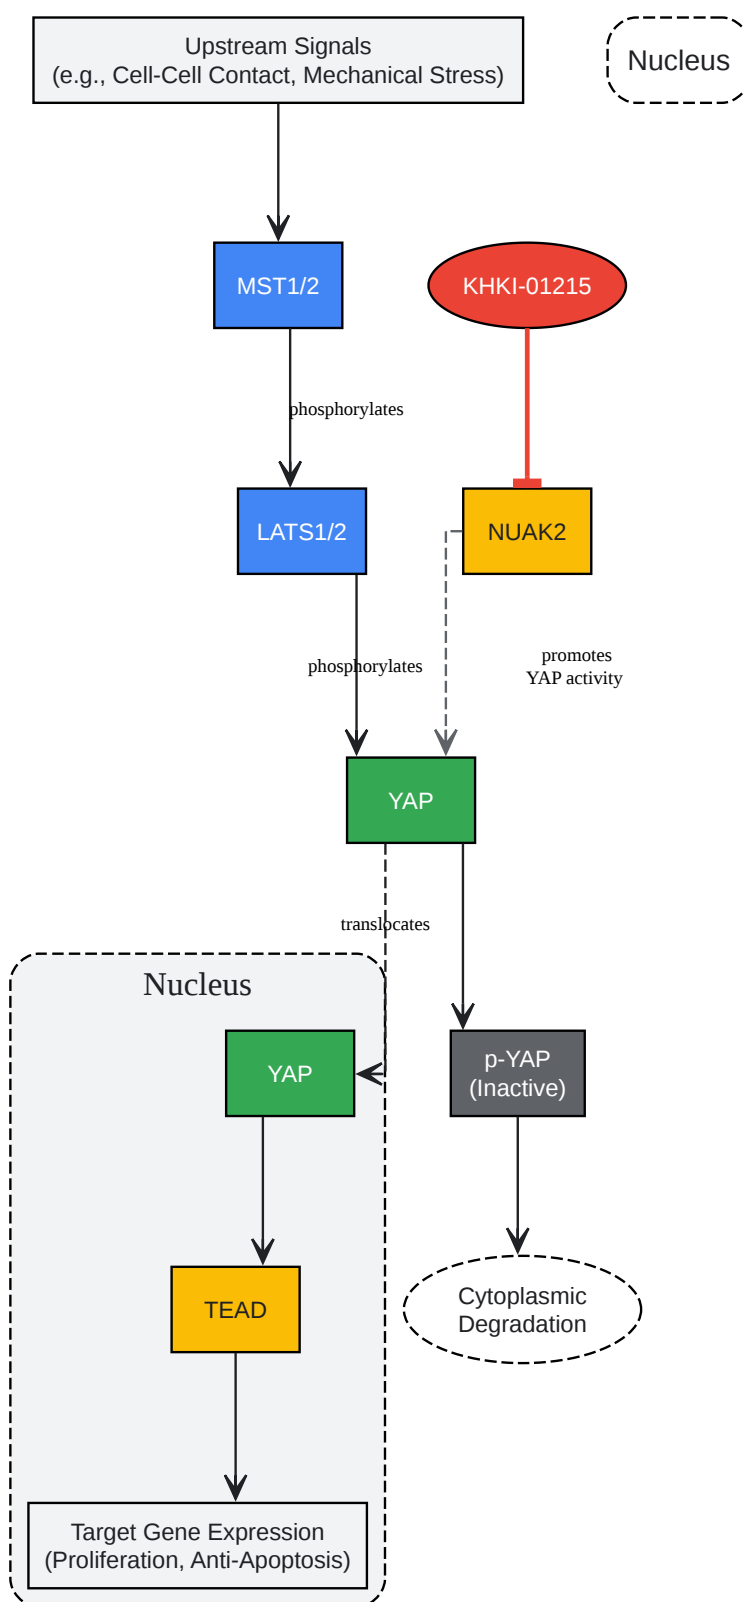 Upstream Signals
(e.g., Cell-Cell Contact, Mechanical Stress)
Nucleus
MST1/2
KHKI-01215
phosphorylates
LATS1/2
NUAK2
phosphorylates
promotes
YAP activity
YAP
translocates
Nucleus
YAP
p-YAP
(Inactive)
TEAD
Cytoplasmic
Degradation
Target Gene Expression
(Proliferation, Anti-Apoptosis)